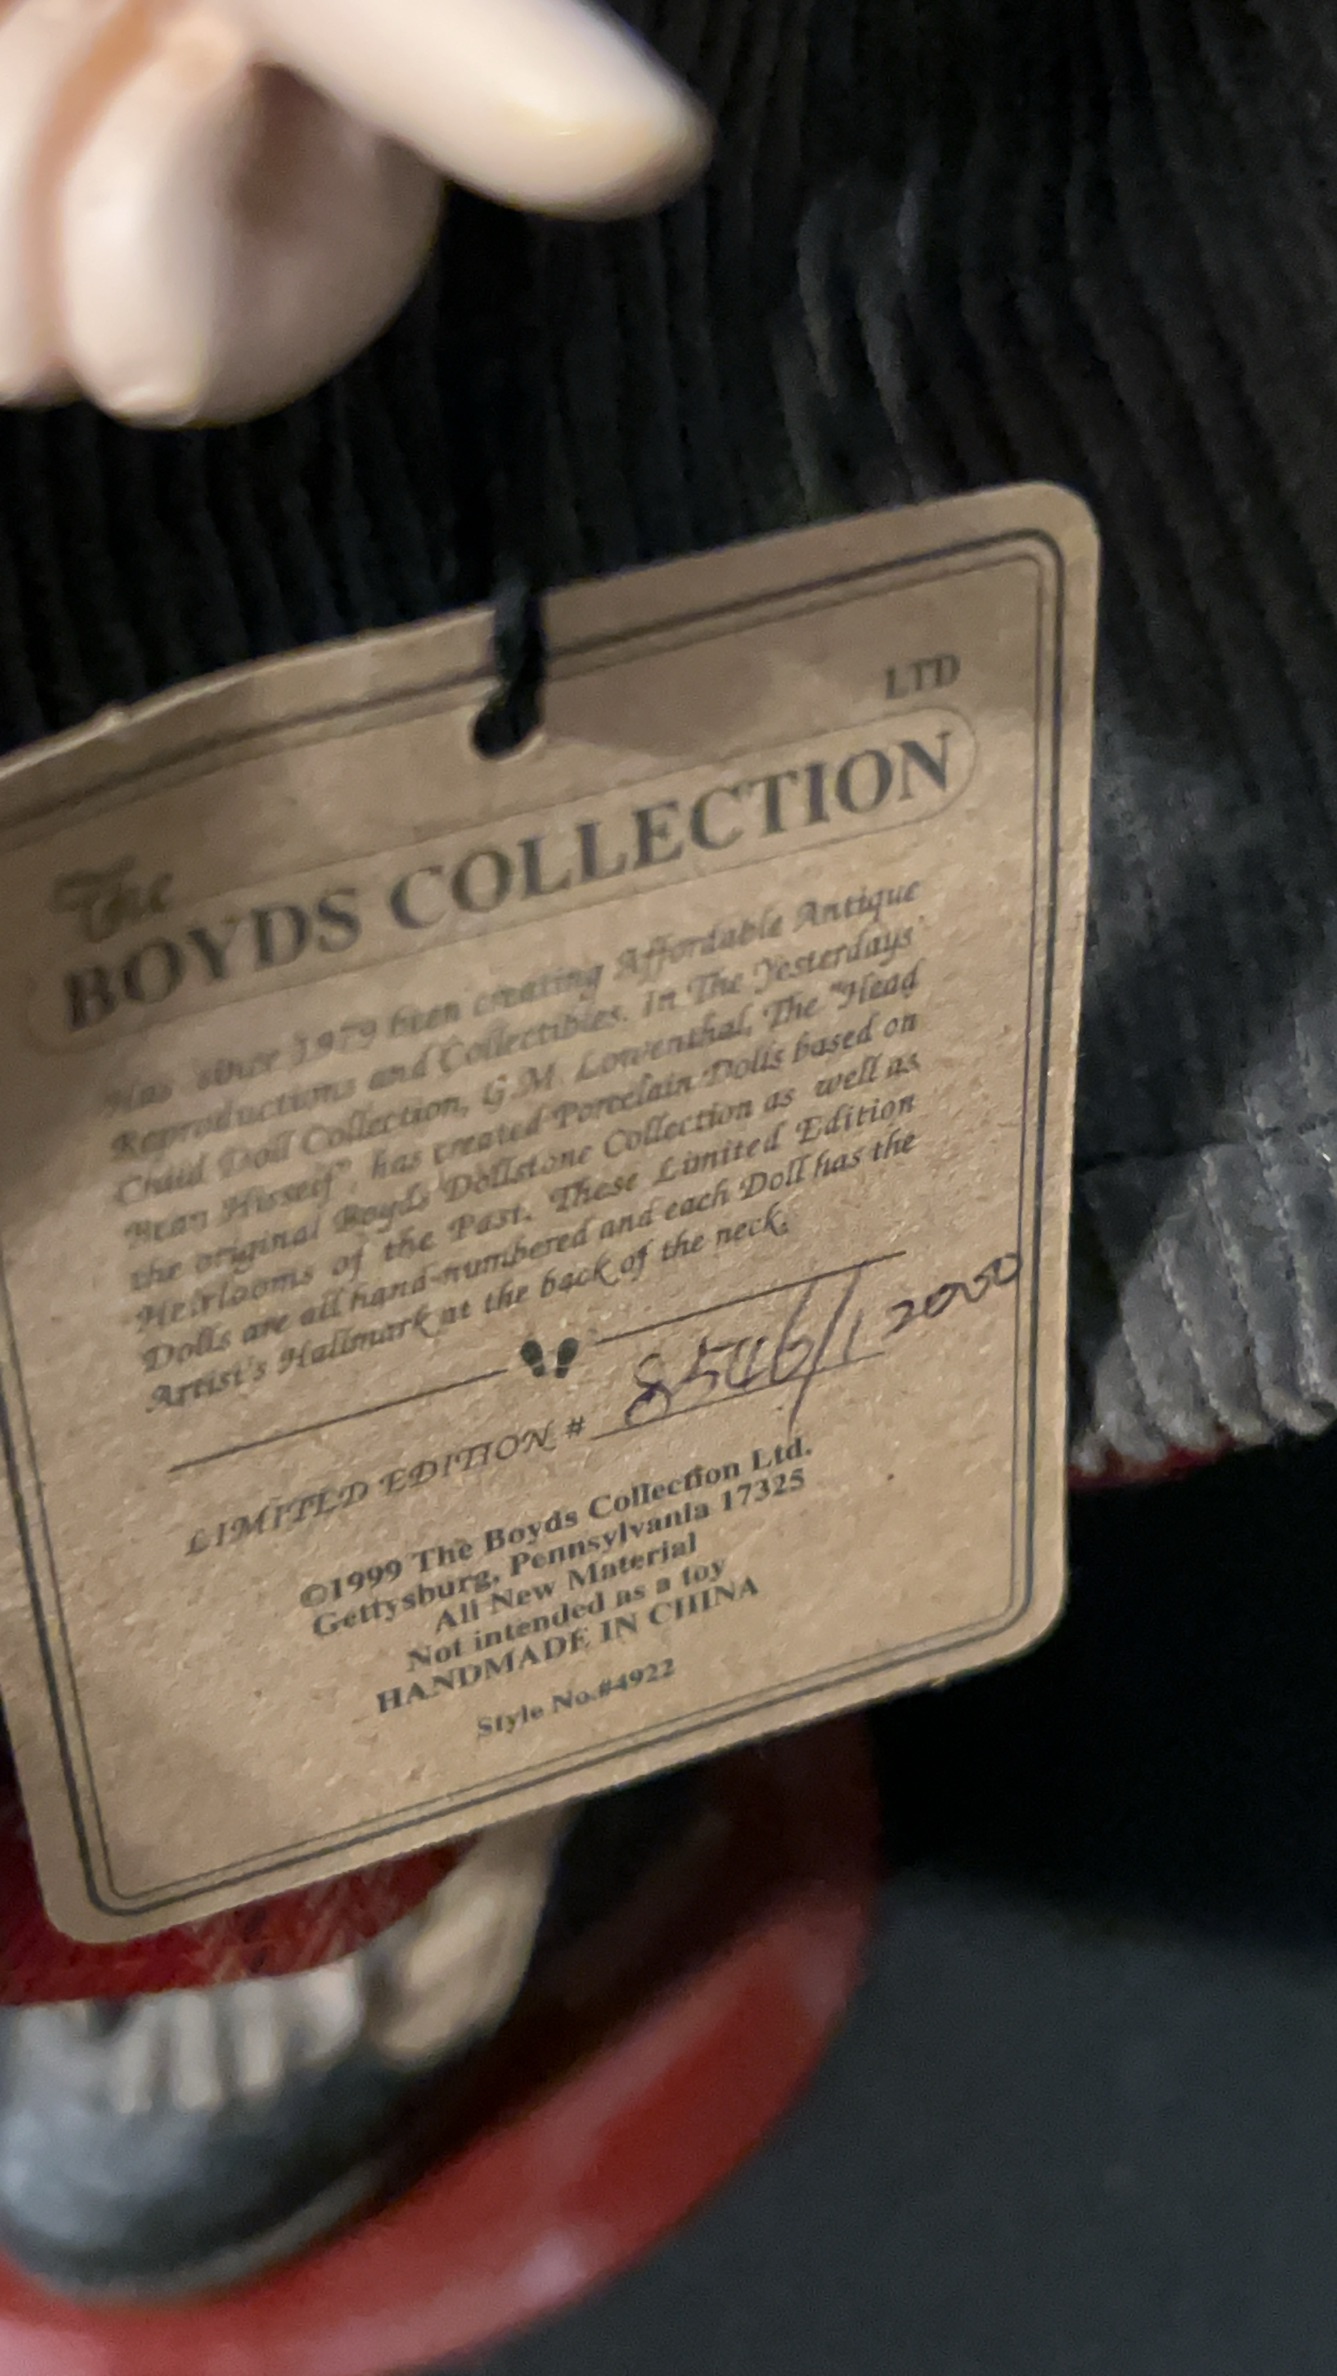 LTD
The
BOYDS COLLECTION
Has since 1979 been creating Affordable Antique
Reproductions and Collectibles. In The Yesterdays'
Child Doll Collection, G.M. Lowenthal, The "Head
Bean Hisself", has created Porcelain Dolls based on
the original Boyds Dollstone Collection as well as
Heirlooms of the Past. These Limited Edition
Dolls are all hand-numbered and each Doll has the
Artist's Hallmark at the back of the neck.
LIMITED EDITION # 8546/12000
©1999 The Boyds Collection Ltd.
Gettysburg, Pennsylvania 17325
All New Material
Not intended as a toy
HANDMADE IN CHINA
Style No.#4922